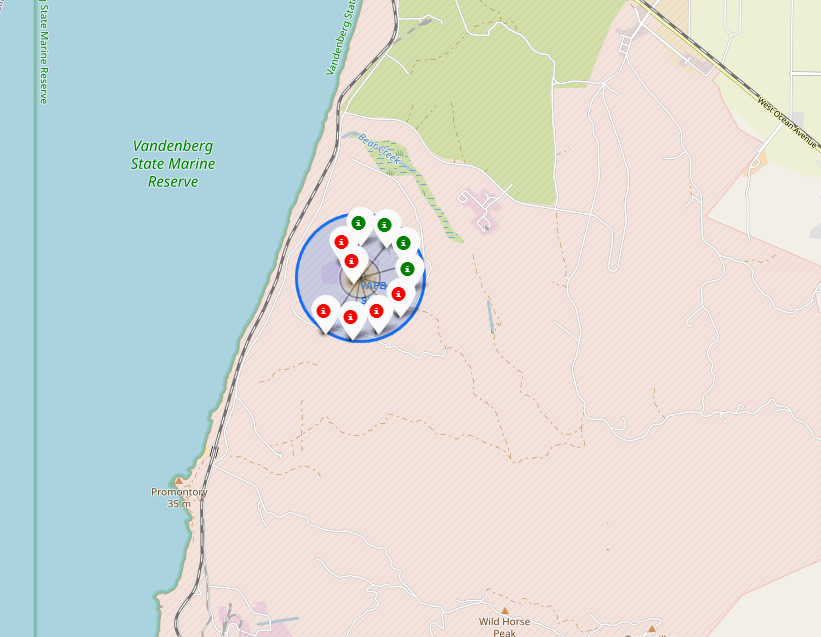 g State Marine Reserve
Vandenberg State
Vandenberg
State Marine
Reserve
Bear Creek
West Ocean Avenue
VAFB
S
Promontory
35 m
Wild Horse
Peak